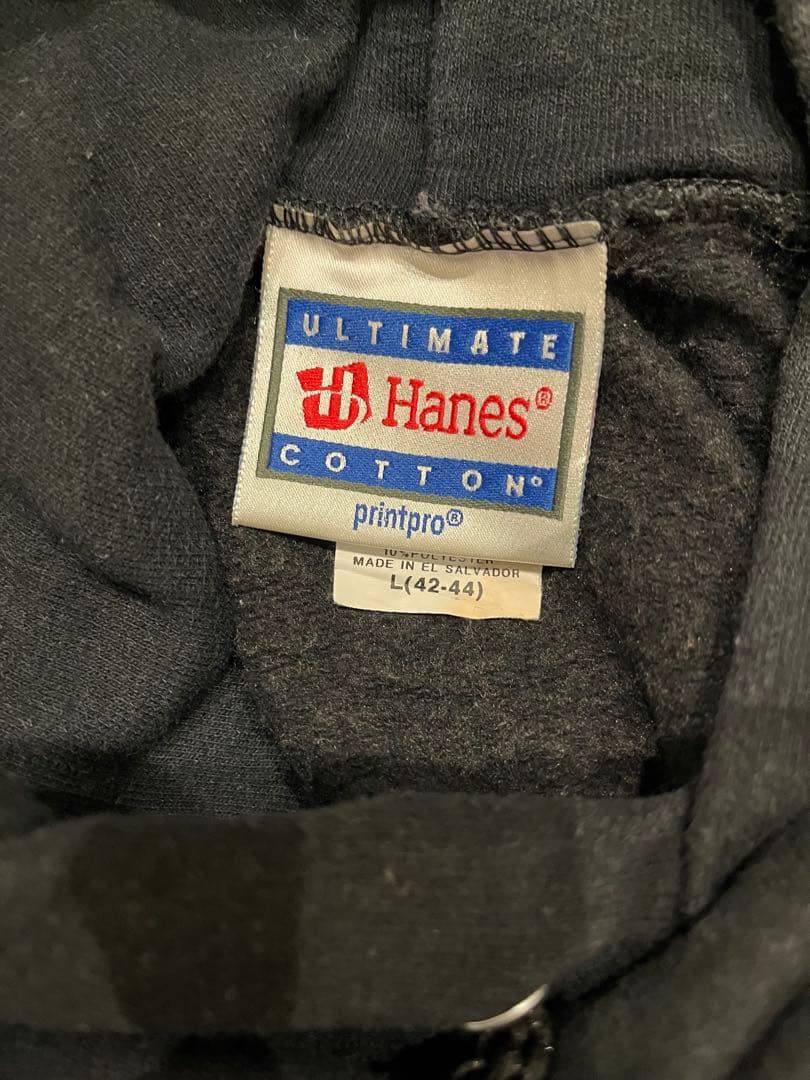 ULTIMATE
Hanes®
COTTON®
printpro®
10% POLYESTER
MADE IN EL SALVADOR
L(42-44)